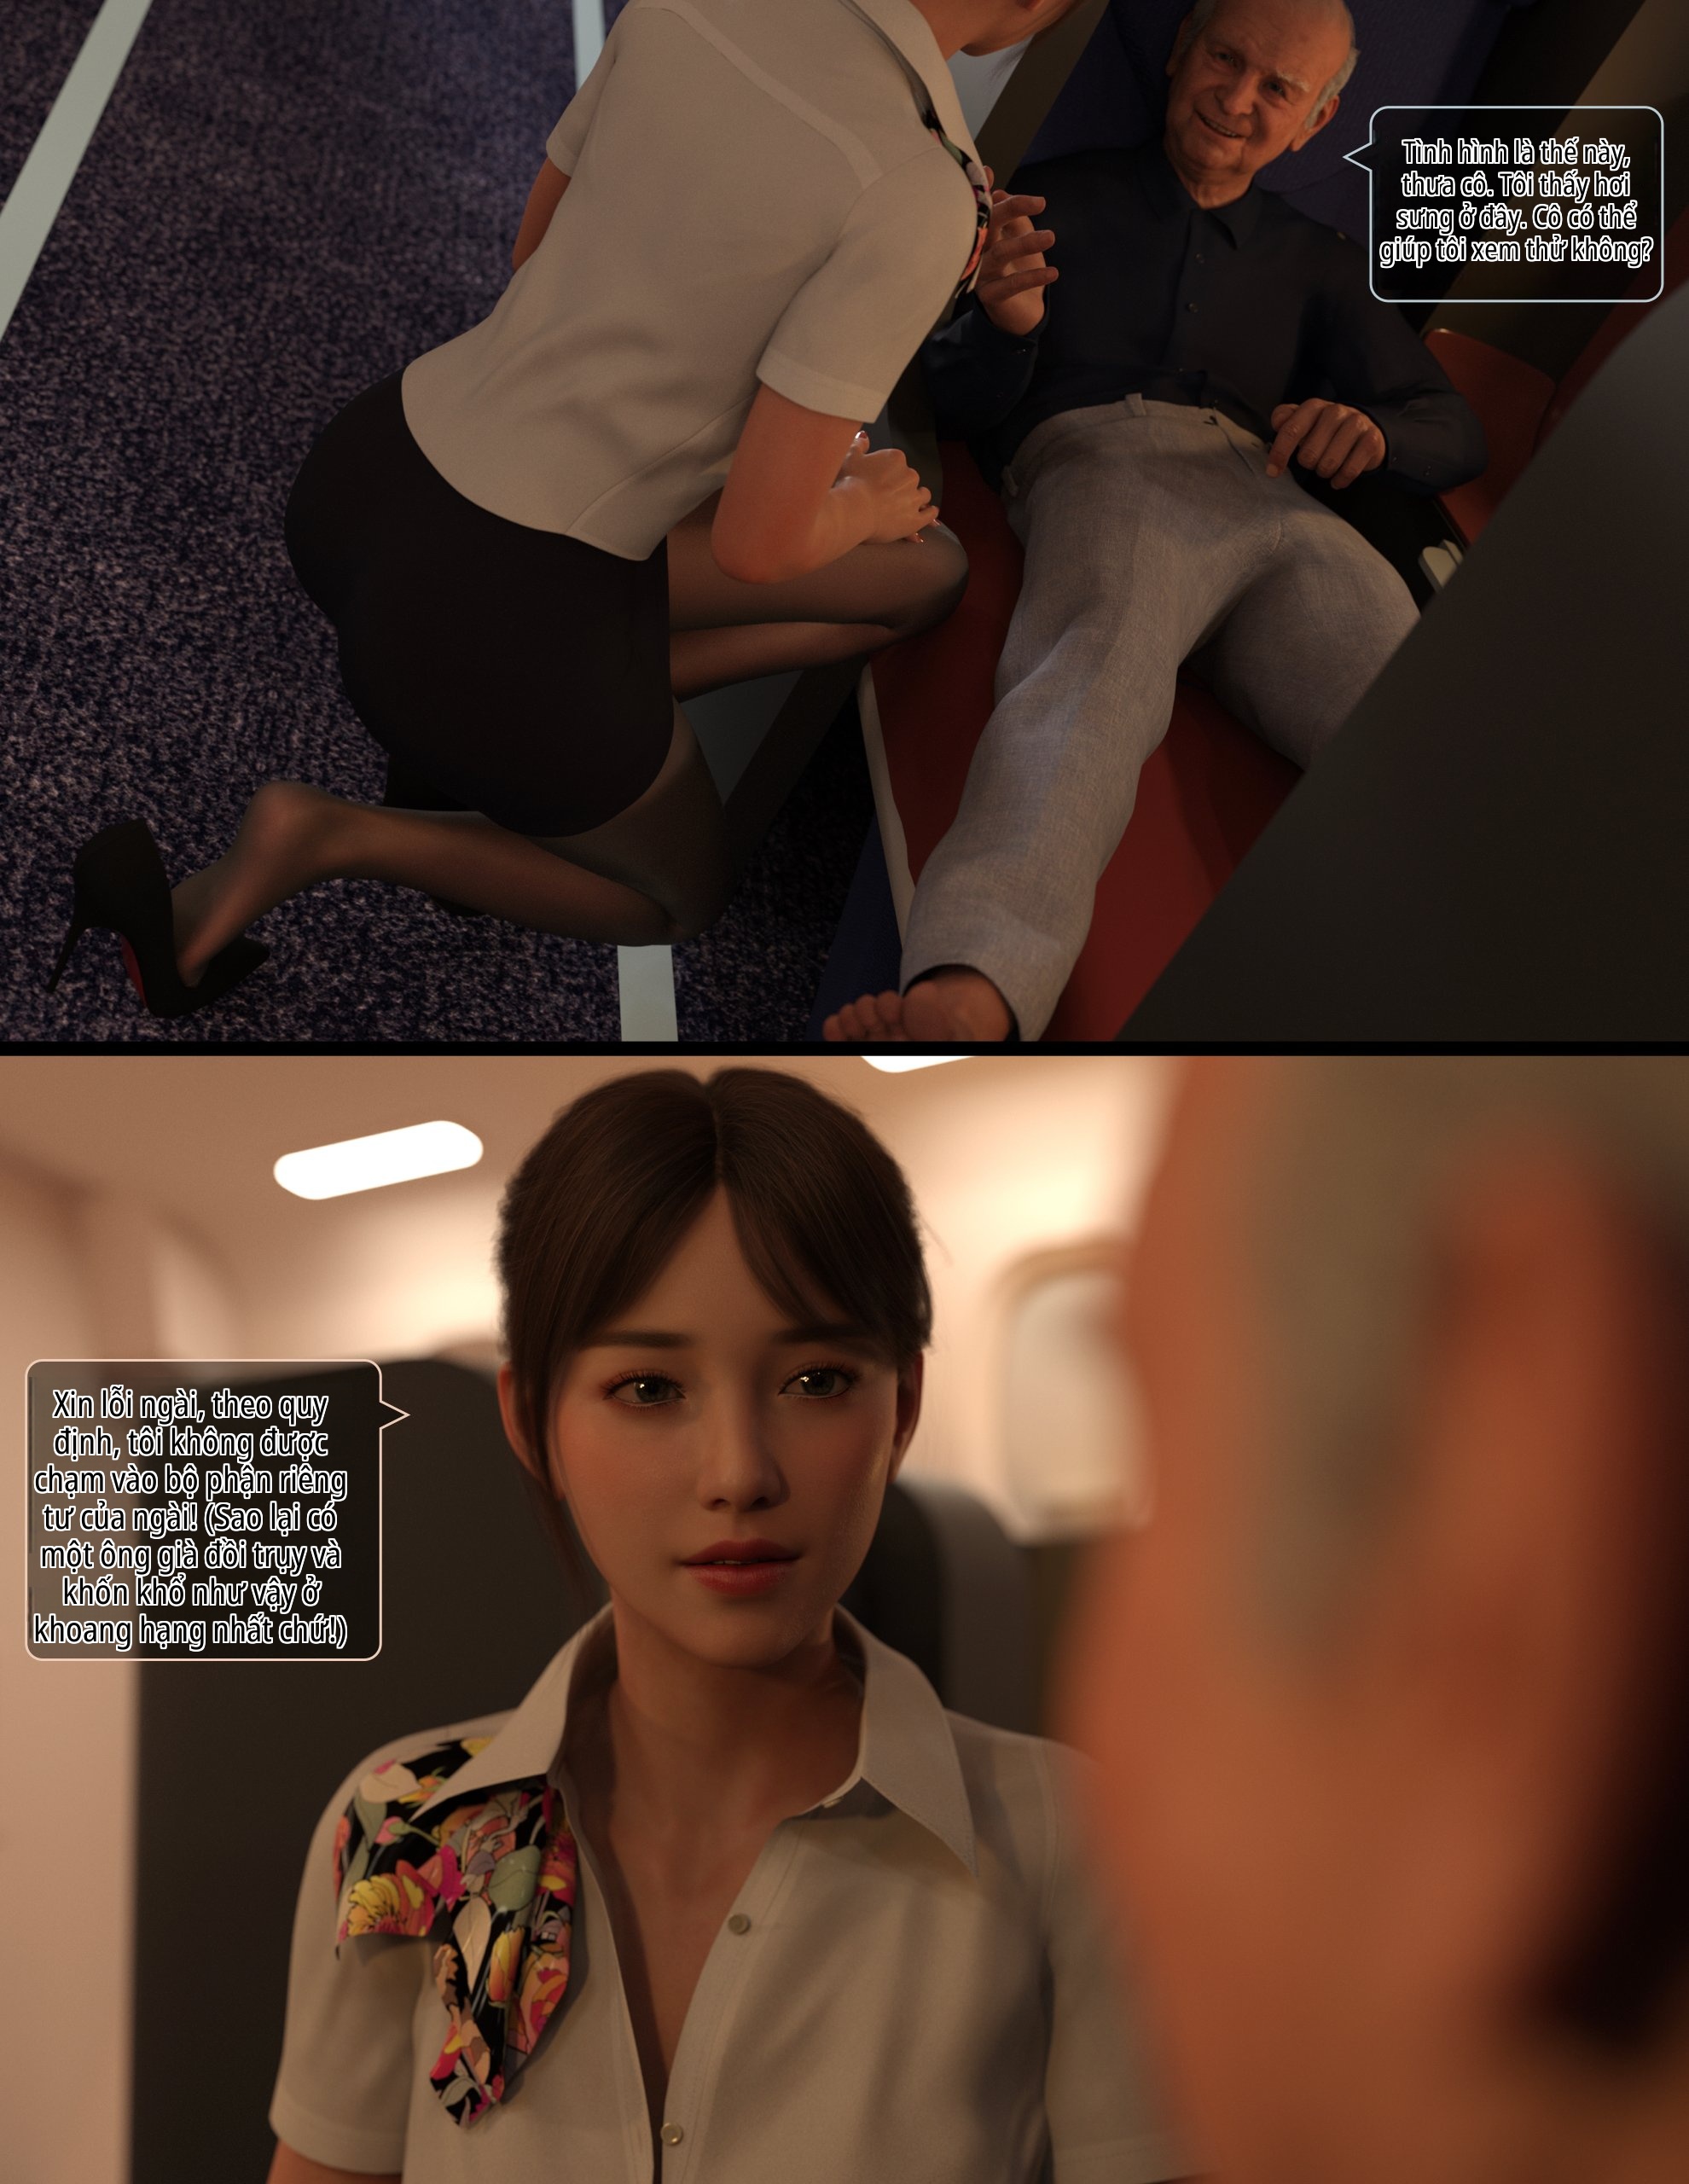 Tình hình là thế này,
thưa cô. Tôi thấy hơi
sưng ở đây. Cô có thể
giúp tôi xem thử không?
Xin lỗi ngài, theo quy
định, tôi không được
chạm vào bộ phận riêng
tư của ngài! (Sao lại có
một ông già đồi trụy và
khốn khổ như vậy ở
khoang hạng nhất chứ!)